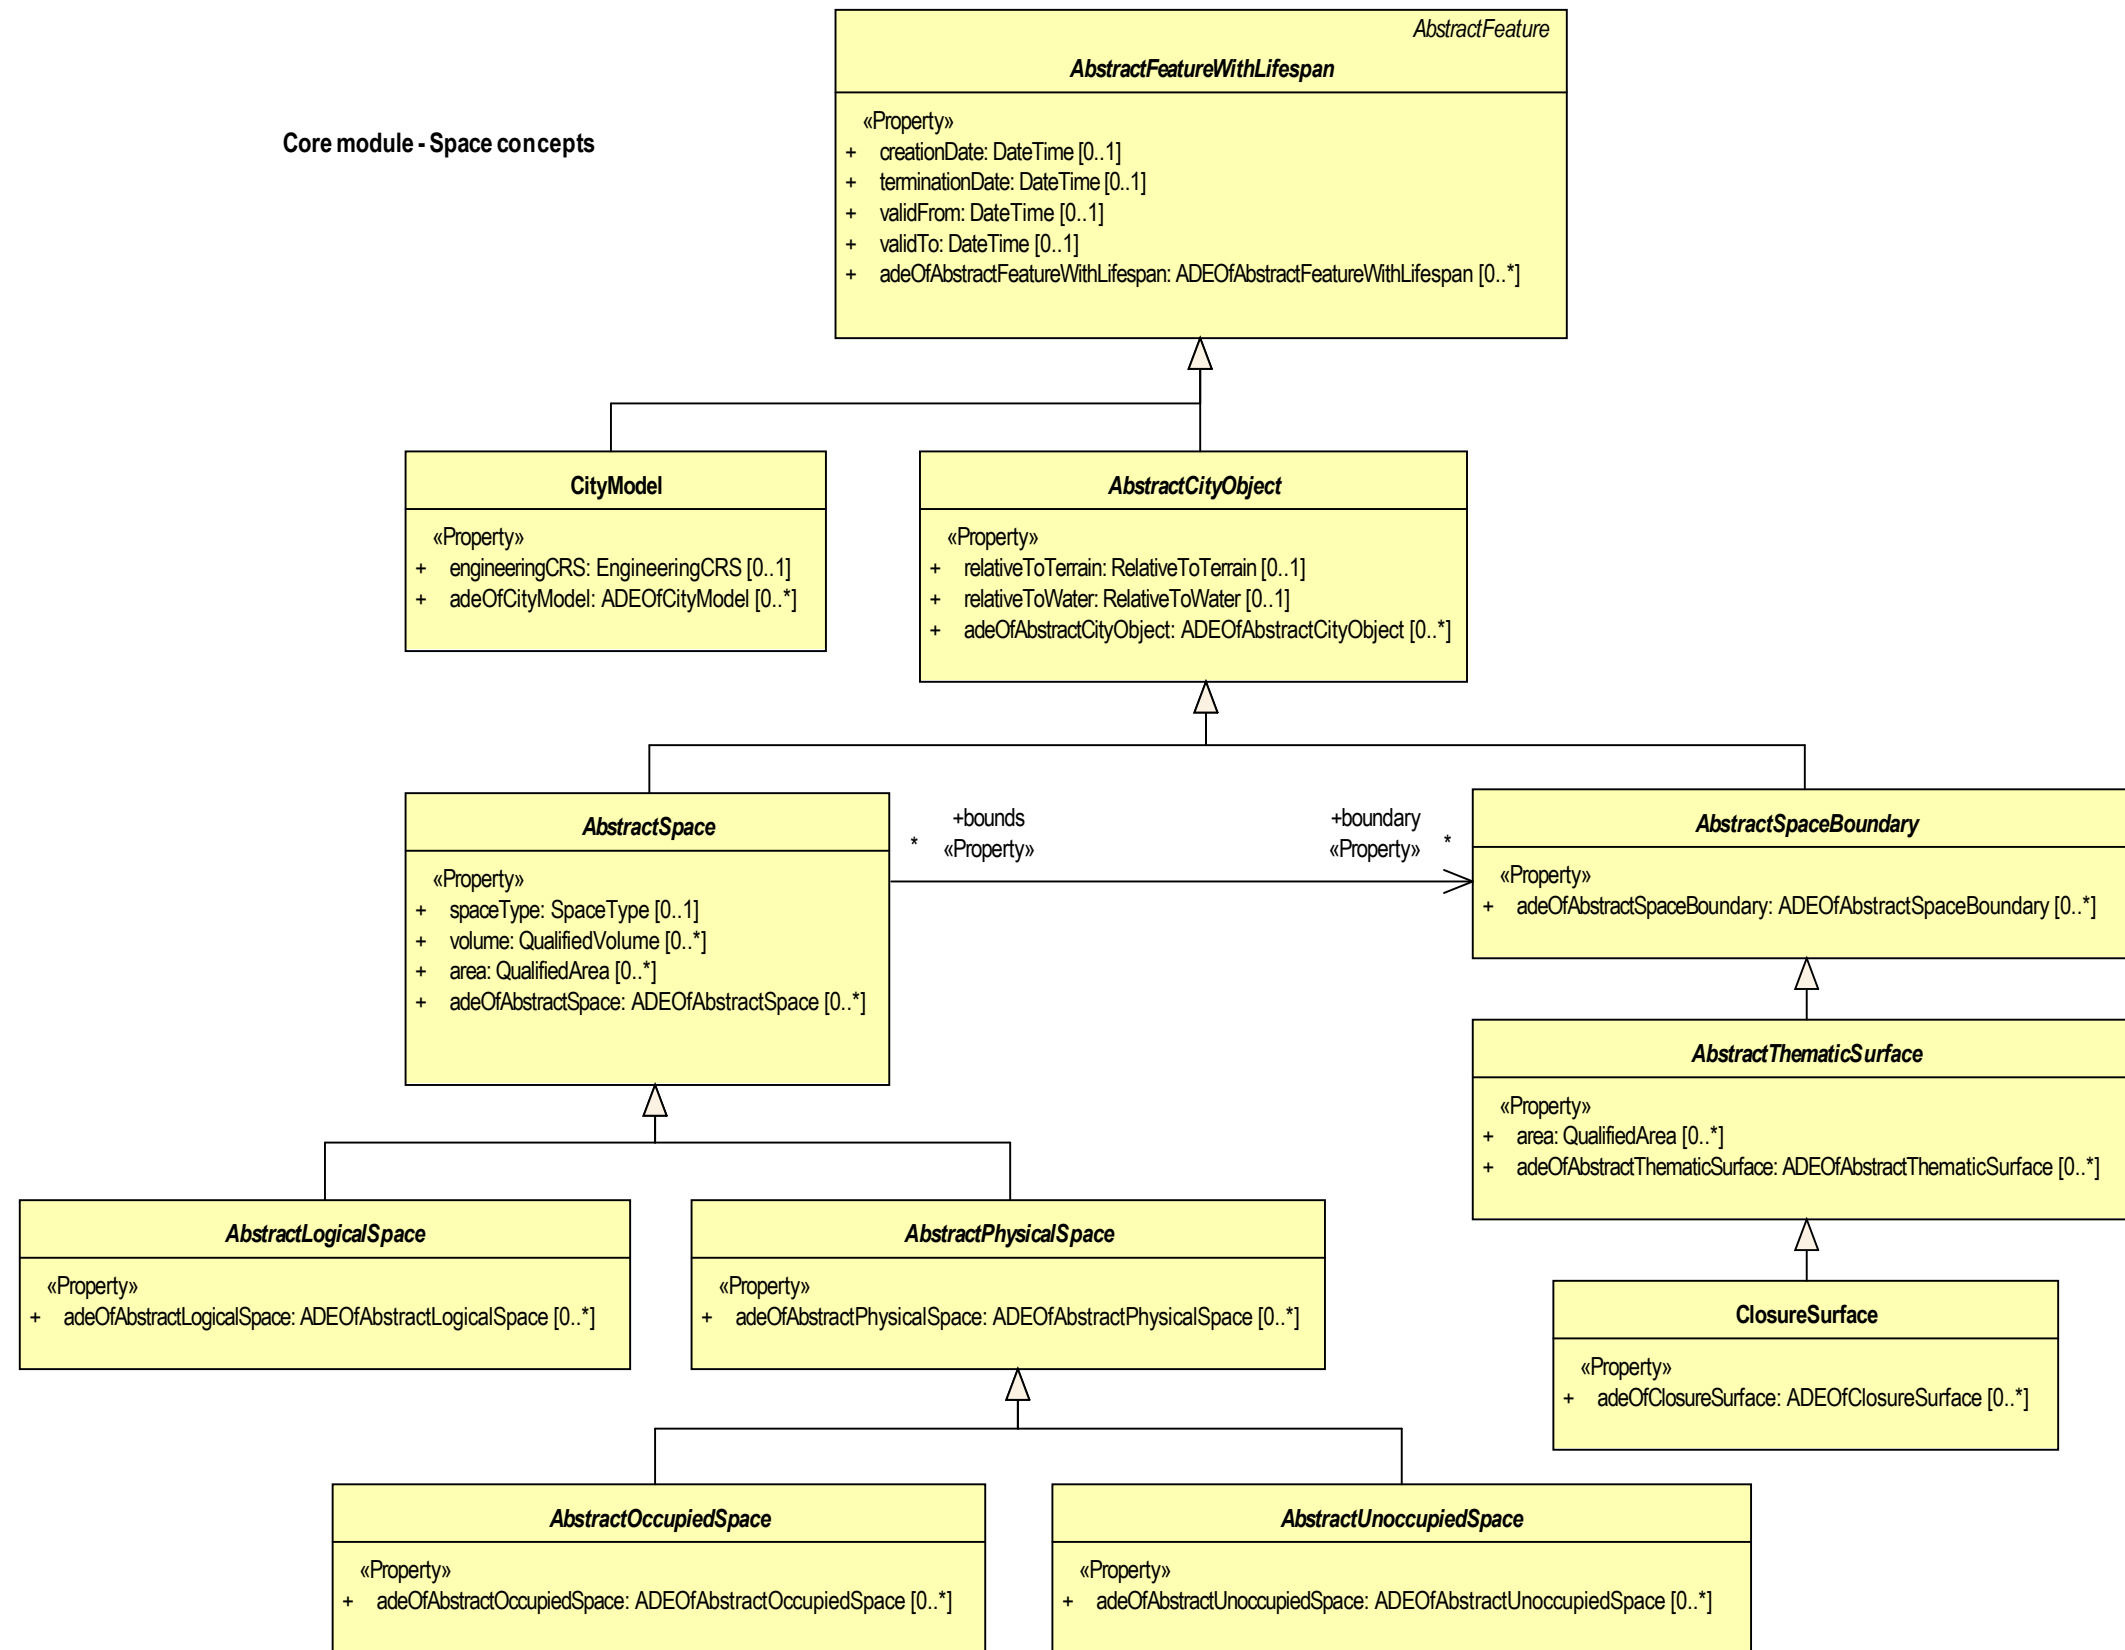 AbstractFeature
AbstractFeatureWithLifespan
«Property»
+ creationDate: DateTime [0..1]
+ terminationDate: DateTime [0..1]
+ validFrom: DateTime [0..1]
+ validTo: DateTime [0..1]
+ adeOfAbstractFeatureWithLifespan: ADEOfAbstractFeatureWithLifespan [0..*]
Core module - Space concepts
CityModel
«Property»
+ engineeringCRS: EngineeringCRS [0..1]
+ adeOfCityModel: ADEOfCityModel [0..*]
AbstractCityObject
«Property»
+ relativeToTerrain: RelativeToTerrain [0..1]
+ relativeToWater: RelativeToWater [0..1]
+ adeOfAbstractCityObject: ADEOfAbstractCityObject [0..*]
AbstractSpace
«Property»
+ spaceType: SpaceType [0..1]
+ volume: QualifiedVolume [0..*]
+ area: QualifiedArea [0..*]
+ adeOfAbstractSpace: ADEOfAbstractSpace [0..*]
+bounds
* «Property»
+boundary
«Property» *
AbstractSpaceBoundary
«Property»
+ adeOfAbstractSpaceBoundary: ADEOfAbstractSpaceBoundary [0..*]
AbstractThematicSurface
«Property»
+ area: QualifiedArea [0..*]
+ adeOfAbstractThematicSurface: ADEOfAbstractThematicSurface [0..*]
AbstractLogicalSpace
«Property»
+ adeOfAbstractLogicalSpace: ADEOfAbstractLogicalSpace [0..*]
AbstractPhysicalSpace
«Property»
+ adeOfAbstractPhysicalSpace: ADEOfAbstractPhysicalSpace [0..*]
ClosureSurface
«Property»
+ adeOfClosureSurface: ADEOfClosureSurface [0..*]
AbstractOccupiedSpace
«Property»
+ adeOfAbstractOccupiedSpace: ADEOfAbstractOccupiedSpace [0..*]
AbstractUnoccupiedSpace
«Property»
+ adeOfAbstractUnoccupiedSpace: ADEOfAbstractUnoccupiedSpace [0..*]